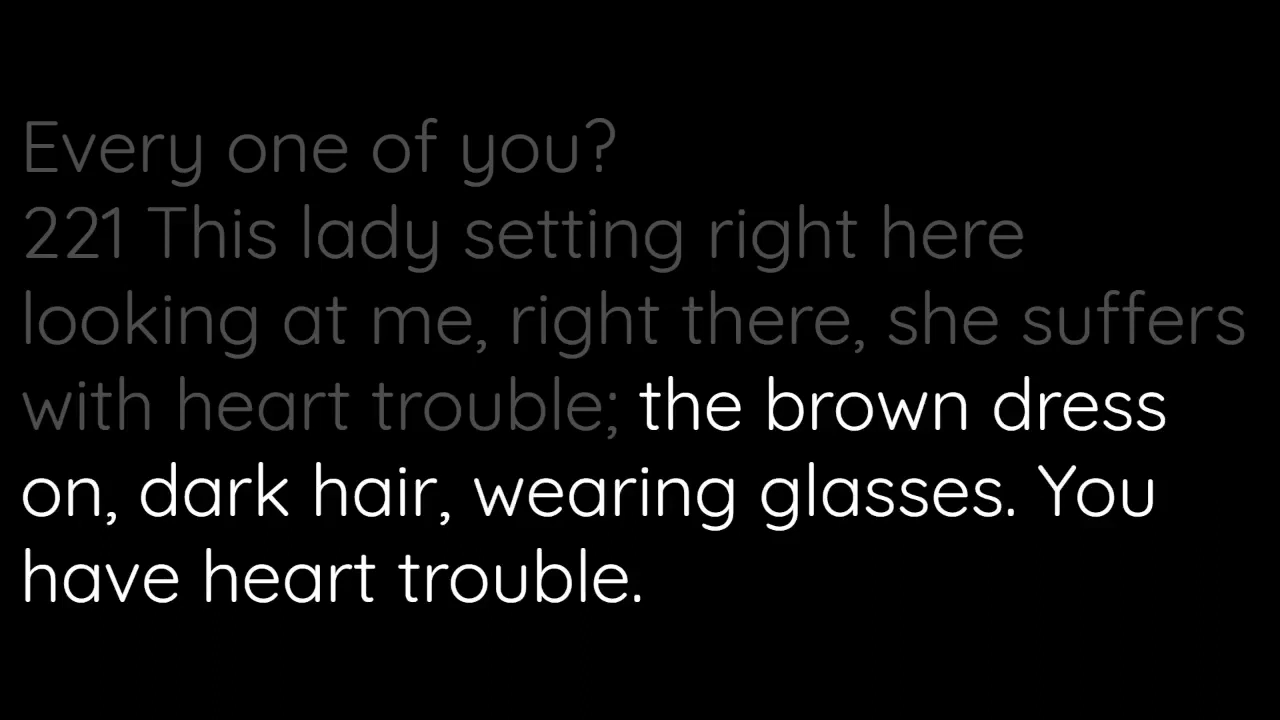 Every one of you?
221 This lady setting right here
looking at me, right there, she suffers
with heart trouble; the brown dress
on, dark hair, wearing glasses. You
have heart trouble.